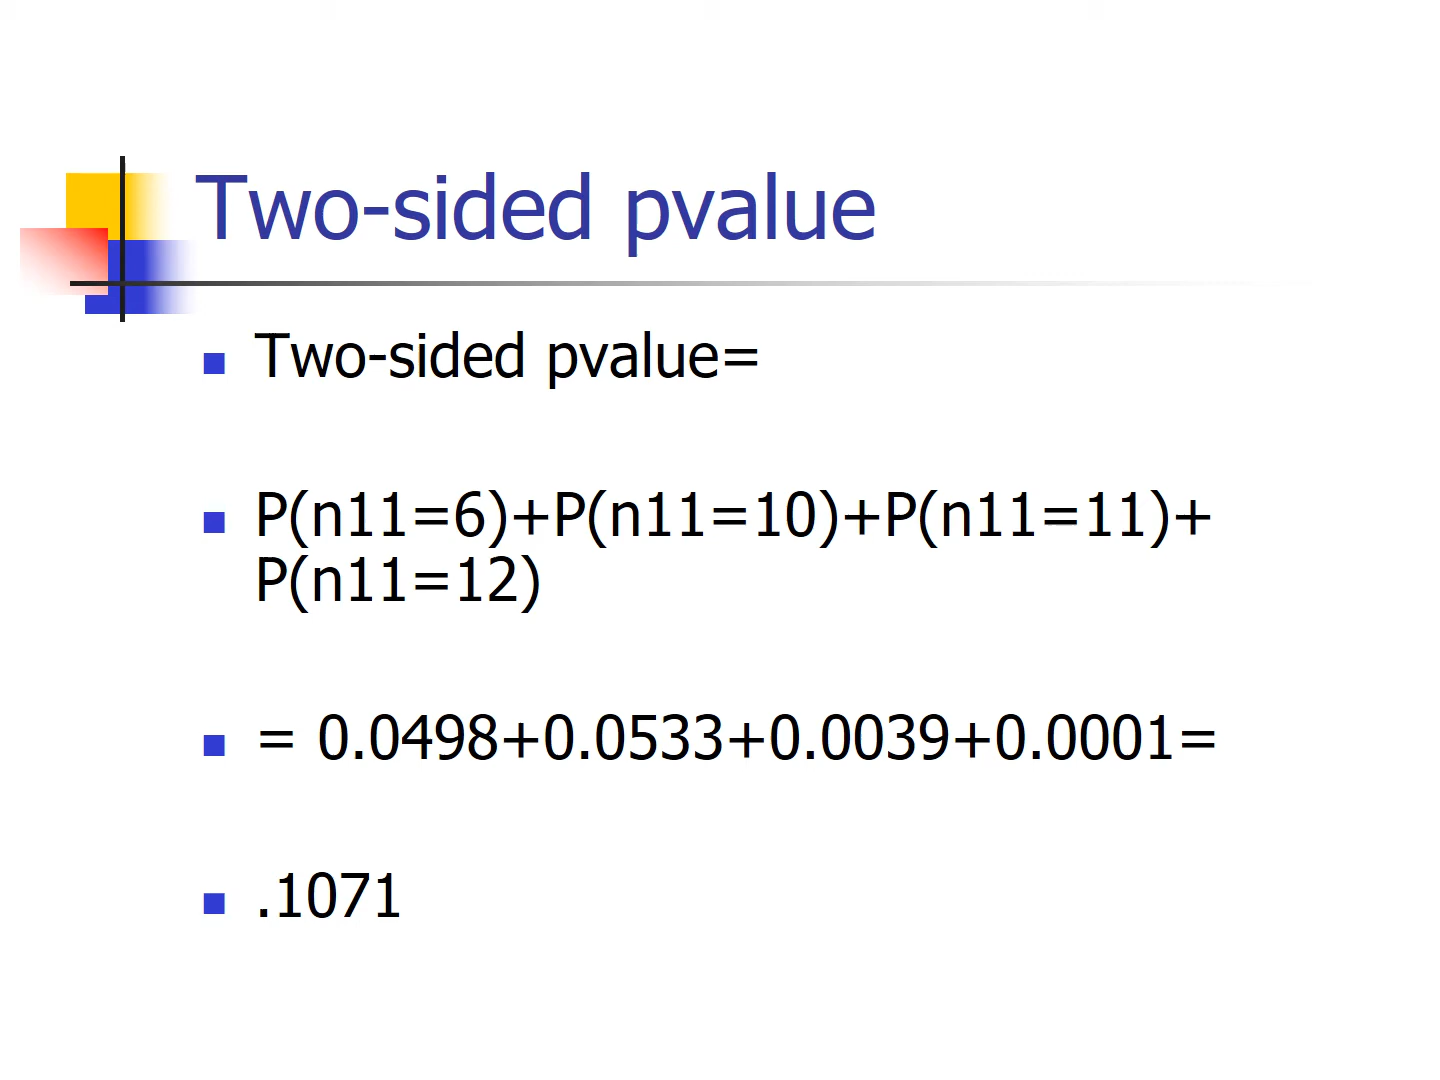 Two-sided pvalue
Two-sided pvalue=
P(n11=6)+P(n11=10)+P(n11=11)+
P(n11=12)
= 0.0498+0.0533+0.0039+0.0001=
.1071